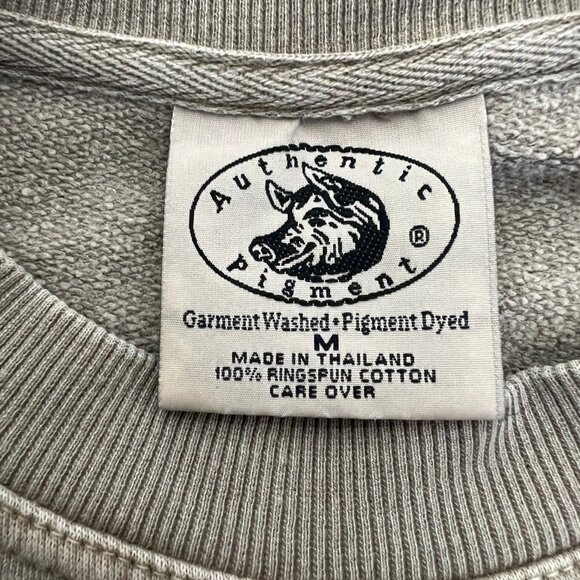 Authentic
Pigment ®
Garment Washed • Pigment Dyed
M
MADE IN THAILAND
100% RINGSPUN COTTON
CARE OVER